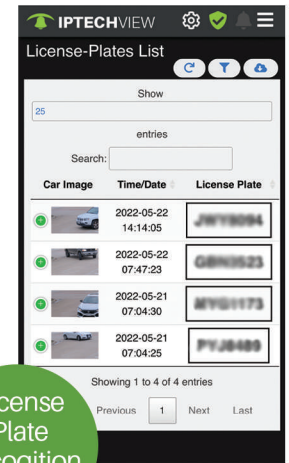 IPTECHVIEW
License-Plates List
Show
25
entries
Search:
Car Image Time/Date License Plate
2022-05-22
14:14:05
2022-05-22
07:47:23
2022-05-21
07:04:30
2022-05-21
07:04:25
Showing 1 to 4 of 4 entries
Previous 1 Next Last
cense
Plate
cogition